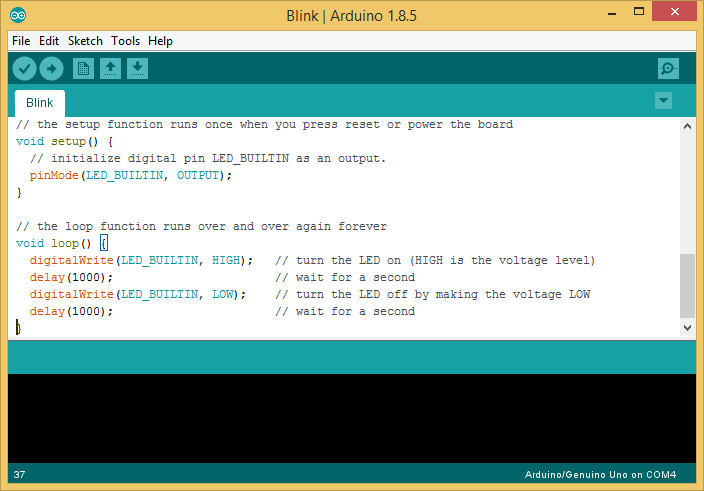 Blink | Arduino 1.8.5
File Edit Sketch Tools Help
Blink
// the setup function runs once when you press reset or power the board
void setup() {
  // initialize digital pin LED_BUILTIN as an output.
  pinMode(LED_BUILTIN, OUTPUT);
}
// the loop function runs over and over again forever
void loop() {
  digitalWrite(LED_BUILTIN, HIGH);   // turn the LED on (HIGH is the voltage level)
  delay(1000);                       // wait for a second
  digitalWrite(LED_BUILTIN, LOW);    // turn the LED off by making the voltage LOW
  delay(1000);                       // wait for a second
}
37 Arduino/Genuino Uno on COM4